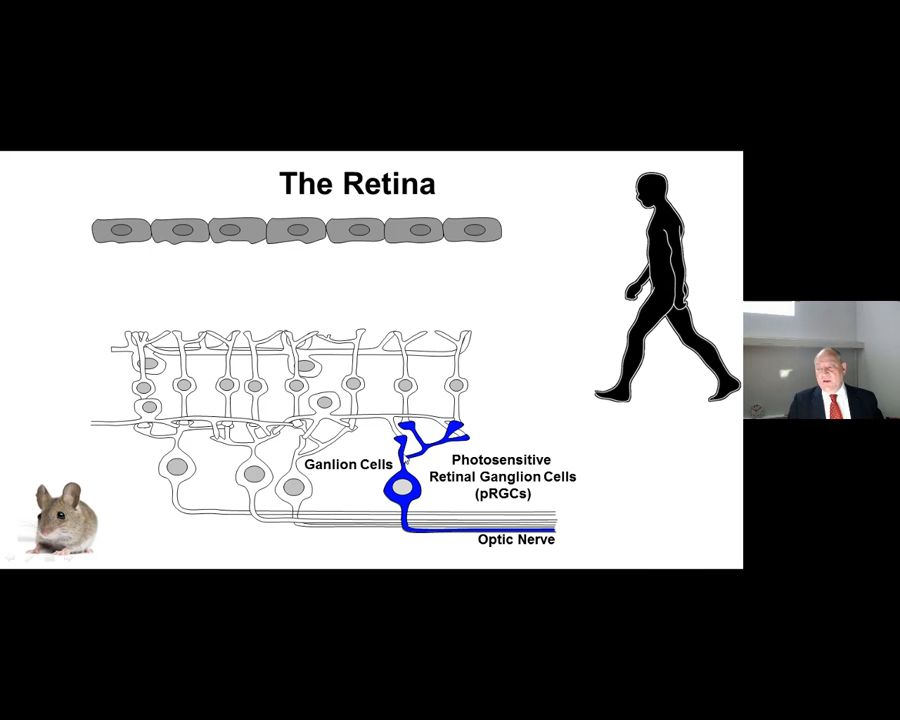 The Retina
Ganlion Cells
Photosensitive
Retinal Ganglion Cells
(pRGCs)
Optic Nerve